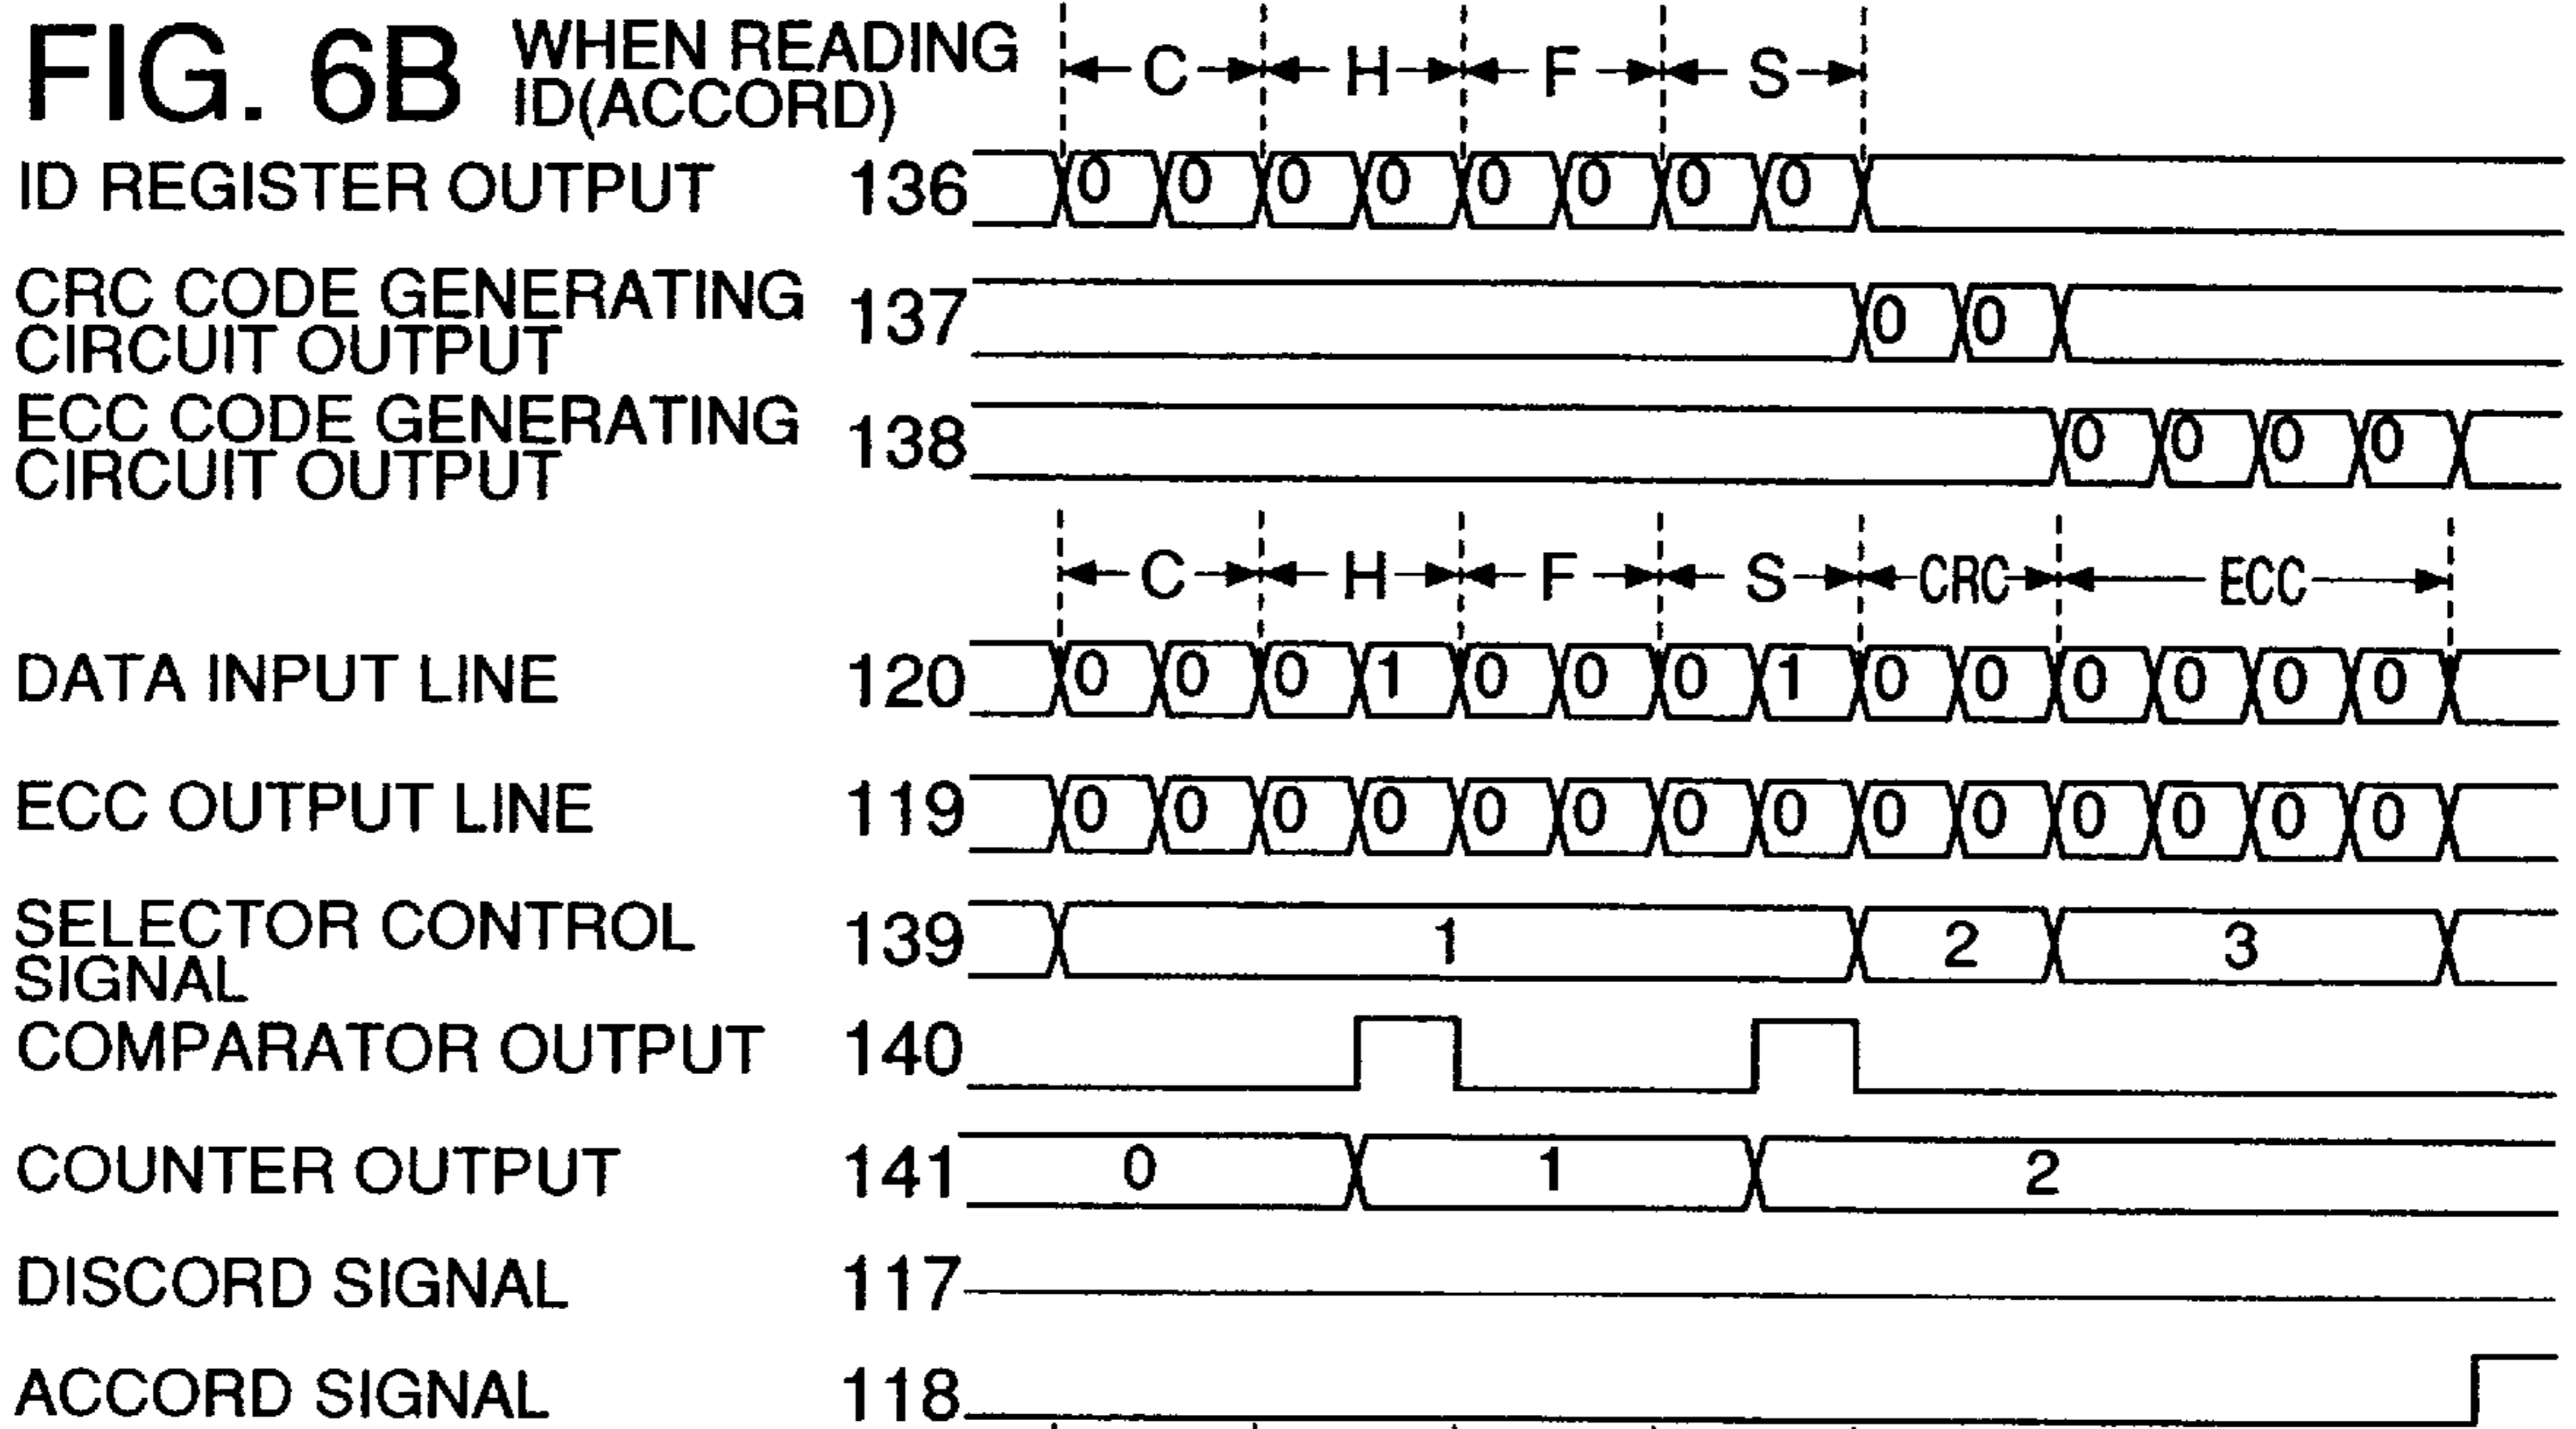 FIG. 6B WHEN READING
ID(ACCORD)
C H F S
ID REGISTER OUTPUT 136 0 0 0 0 0 0 0 0
CRC CODE GENERATING
CIRCUIT OUTPUT 137 0 0
ECC CODE GENERATING
CIRCUIT OUTPUT 138 0 0 0 0
C H F S CRC ECC
DATA INPUT LINE 120 0 0 0 1 0 0 0 1 0 0 0 0 0 0
ECC OUTPUT LINE 119 0 0 0 0 0 0 0 0 0 0 0 0 0 0
SELECTOR CONTROL
SIGNAL 139 1 2 3
COMPARATOR OUTPUT 140
COUNTER OUTPUT 141 0 1 2
DISCORD SIGNAL 117
ACCORD SIGNAL 118